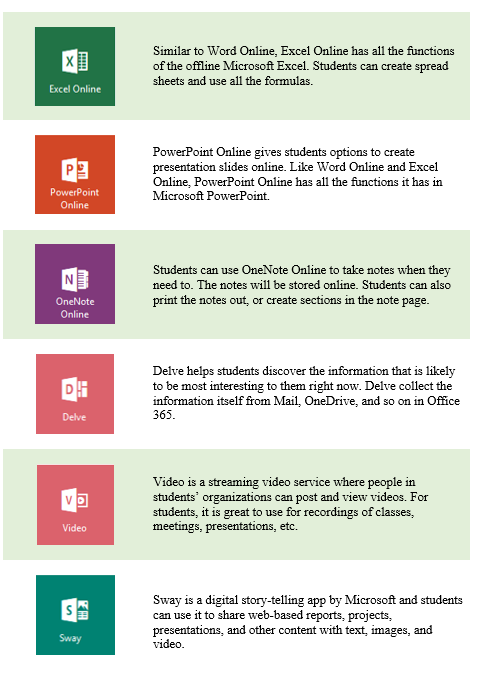 Similar to Word Online, Excel Online has all the functions
of the offline Microsoft Excel. Students can create spread
sheets and use all the formulas.
Excel Online
PowerPoint Online gives students options to create
presentation slides online. Like Word Online and Excel
Online, PowerPoint Online has all the functions it has in
Microsoft PowerPoint.
PowerPoint
Online
Students can use OneNote Online to take notes when they
need to. The notes will be stored online. Students can also
print the notes out, or create sections in the note page.
OneNote
Online
Delve helps students discover the information that is likely
to be most interesting to them right now. Delve collect the
information itself from Mail, OneDrive, and so on in Office
365.
Delve
Video is a streaming video service where people in
students’ organizations can post and view videos. For
students, it is great to use for recordings of classes,
meetings, presentations, etc.
Video
Sway is a digital story-telling app by Microsoft and students
can use it to share web-based reports, projects,
presentations, and other content with text, images, and
video.
Sway